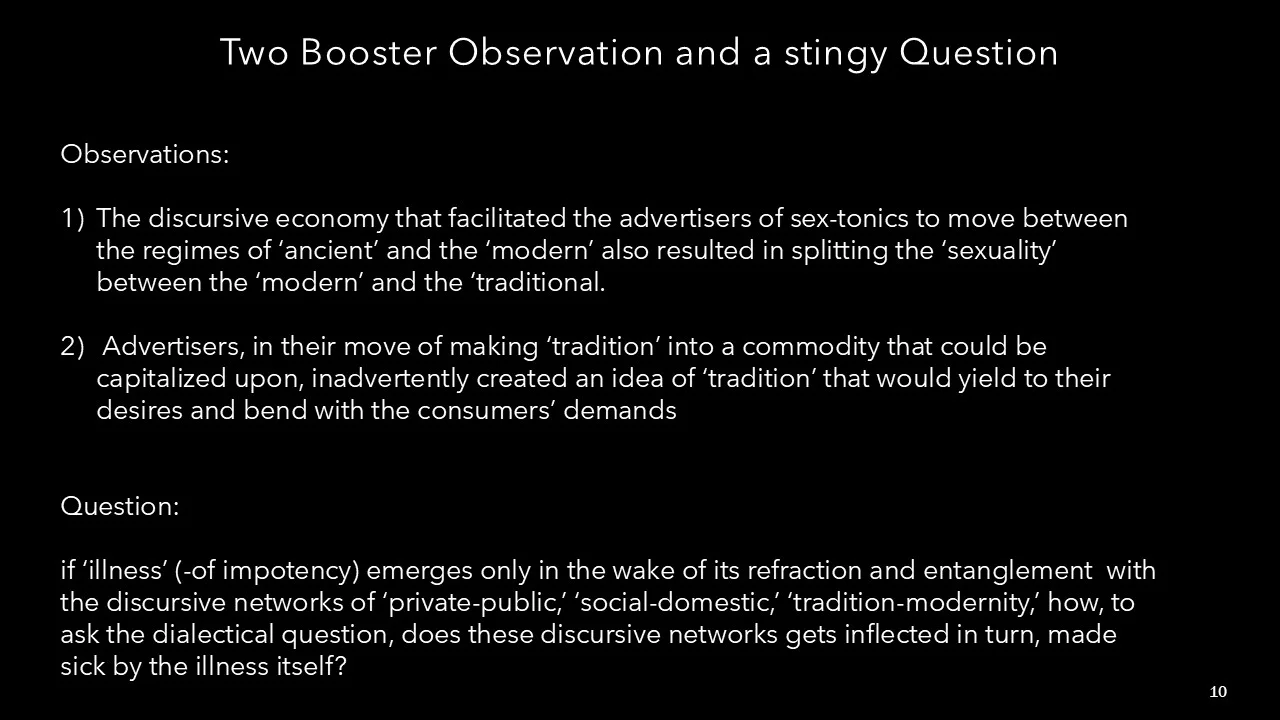 Two Booster Observation and a stingy Question
Observations:
1) The discursive economy that facilitated the advertisers of sex-tonics to move between
the regimes of ‘ancient’ and the ‘modern’ also resulted in splitting the ‘sexuality’
between the ‘modern’ and the ‘traditional.
2) Advertisers, in their move of making ‘tradition’ into a commodity that could be
capitalized upon, inadvertently created an idea of ‘tradition’ that would yield to their
desires and bend with the consumers’ demands
Question:
if ‘illness’ (-of impotency) emerges only in the wake of its refraction and entanglement with
the discursive networks of ‘private-public,’ ‘social-domestic,’ ‘tradition-modernity,’ how, to
ask the dialectical question, does these discursive networks gets inflected in turn, made
sick by the illness itself?
10